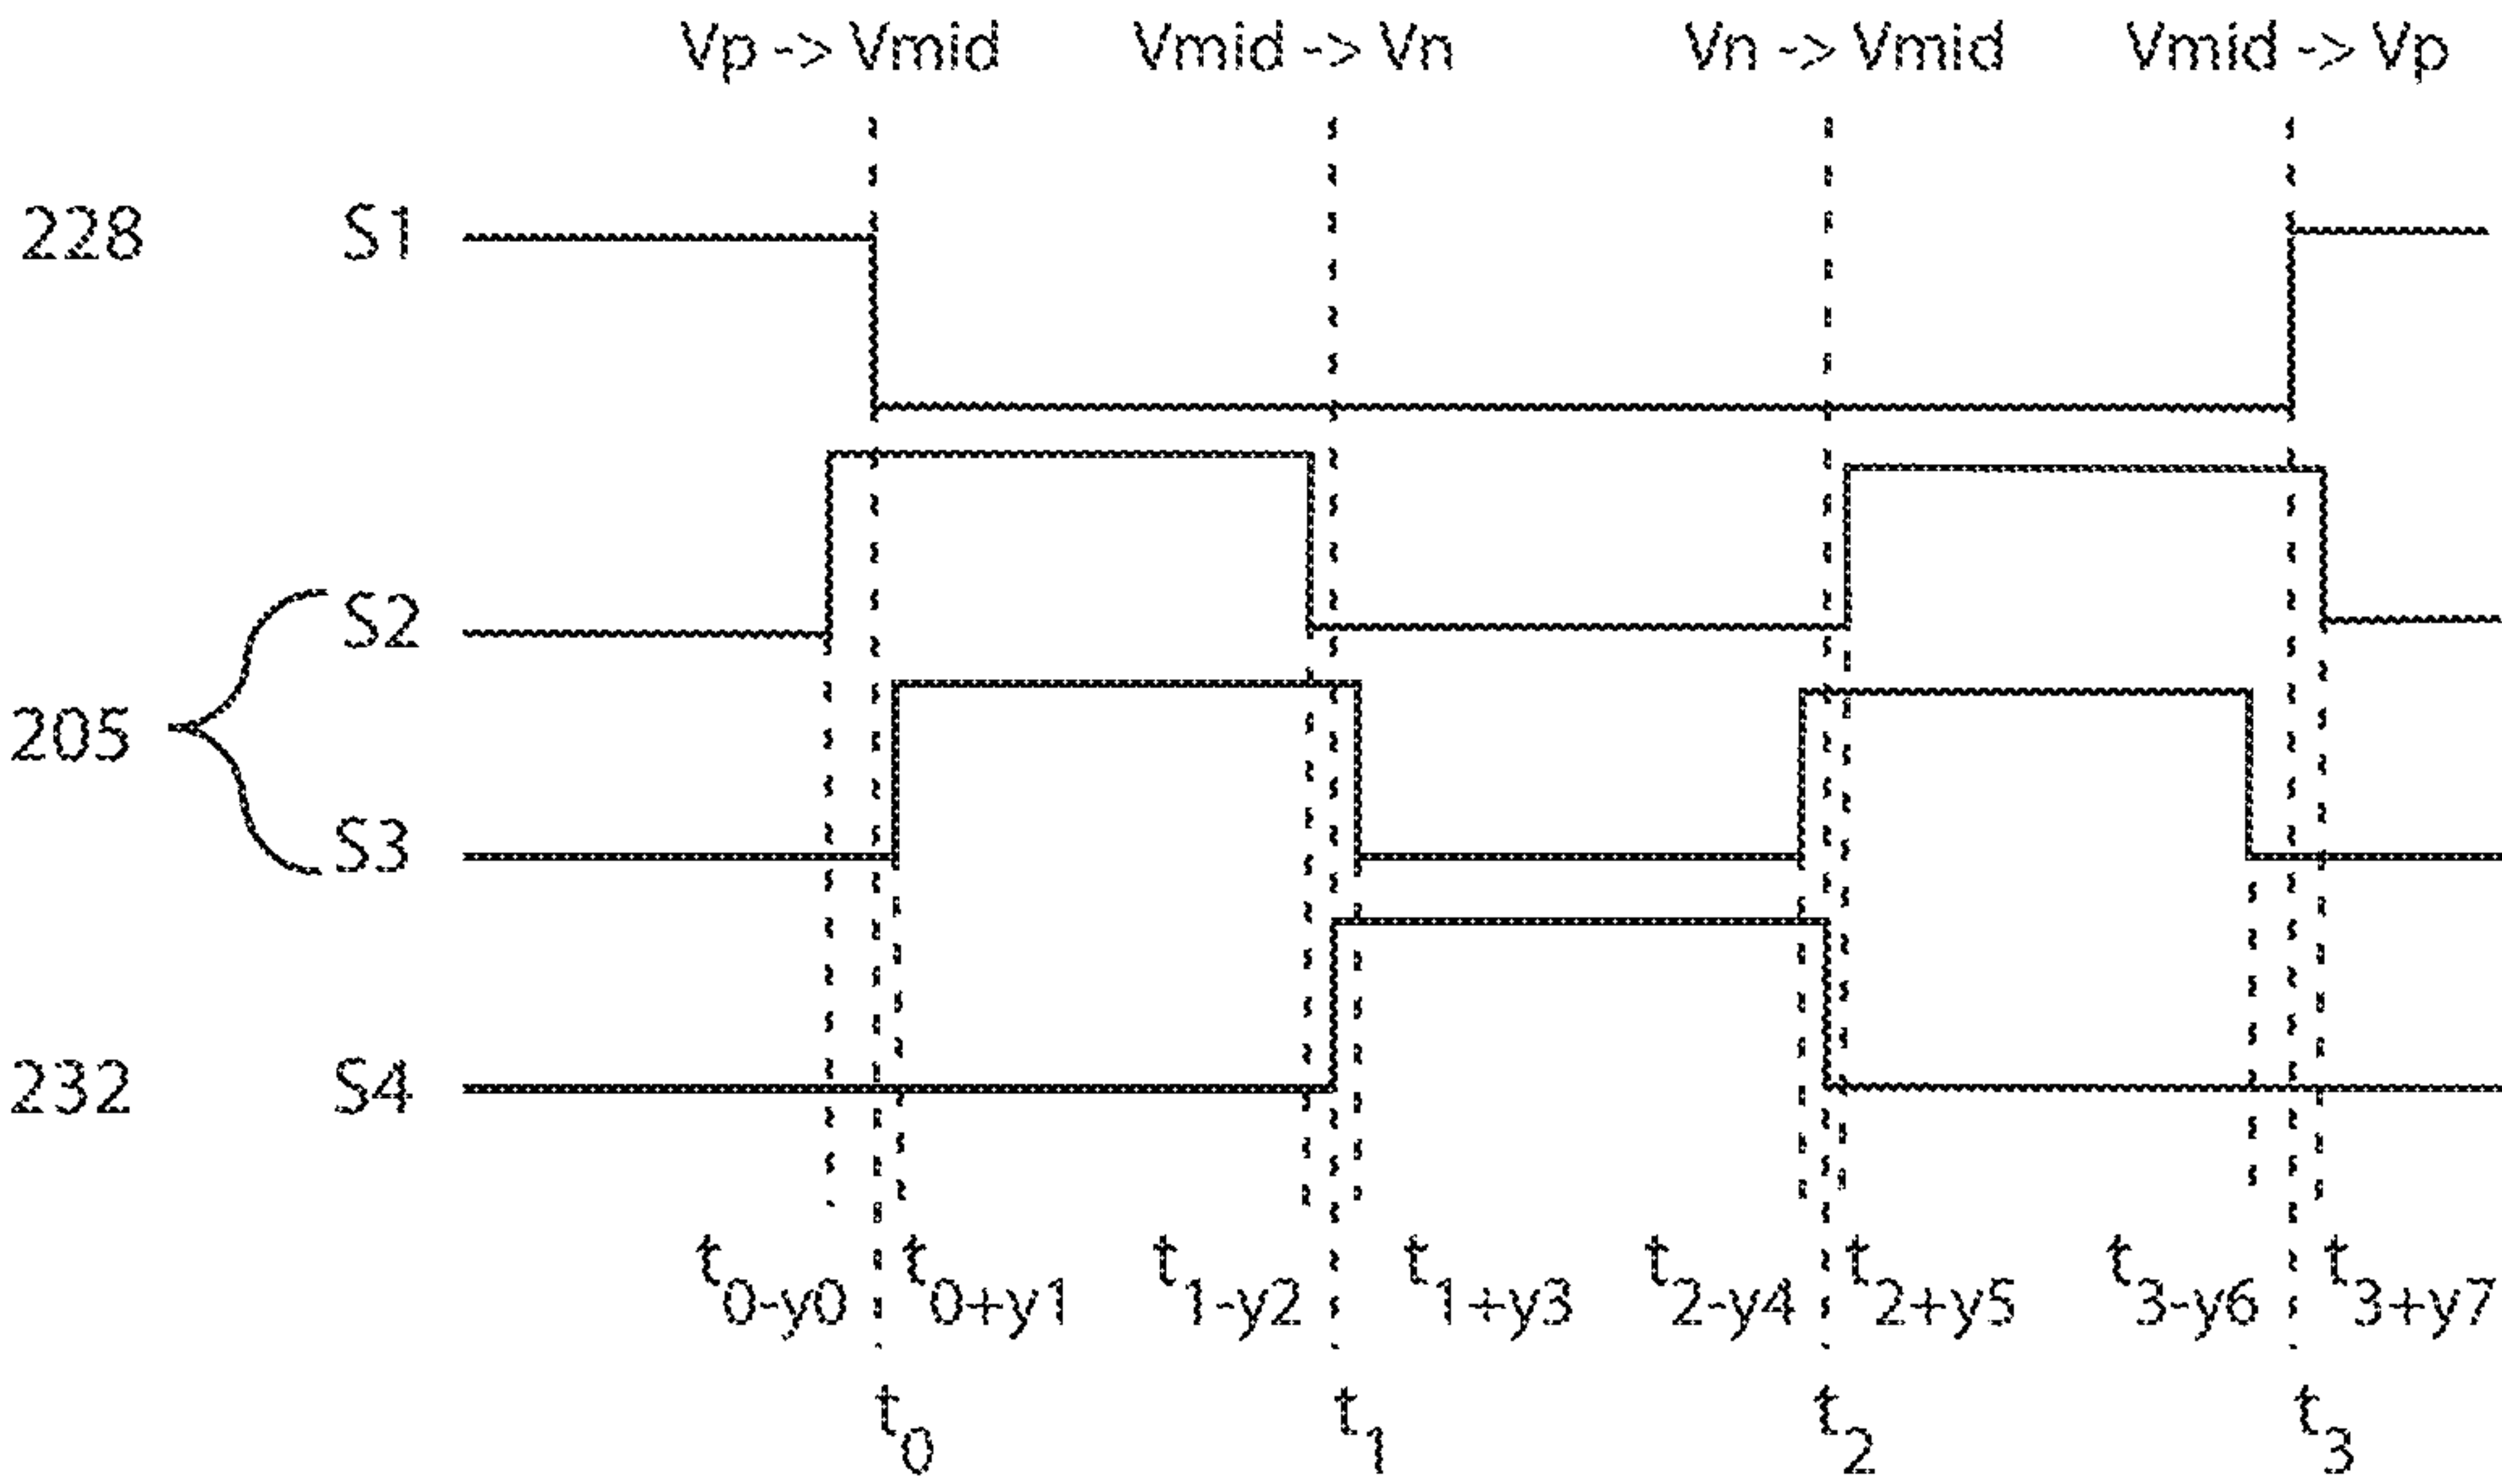 Vp -> Vmid Vmid -> Vn Vn -> Vmid Vmid -> Vp
228 S1
S2
205
S3
232 S4
t0-y0 t0+y1 t1-y2 t1+y3 t2-y4 t2+y5 t3-y6 t3+y7
t0 t1 t2 t3